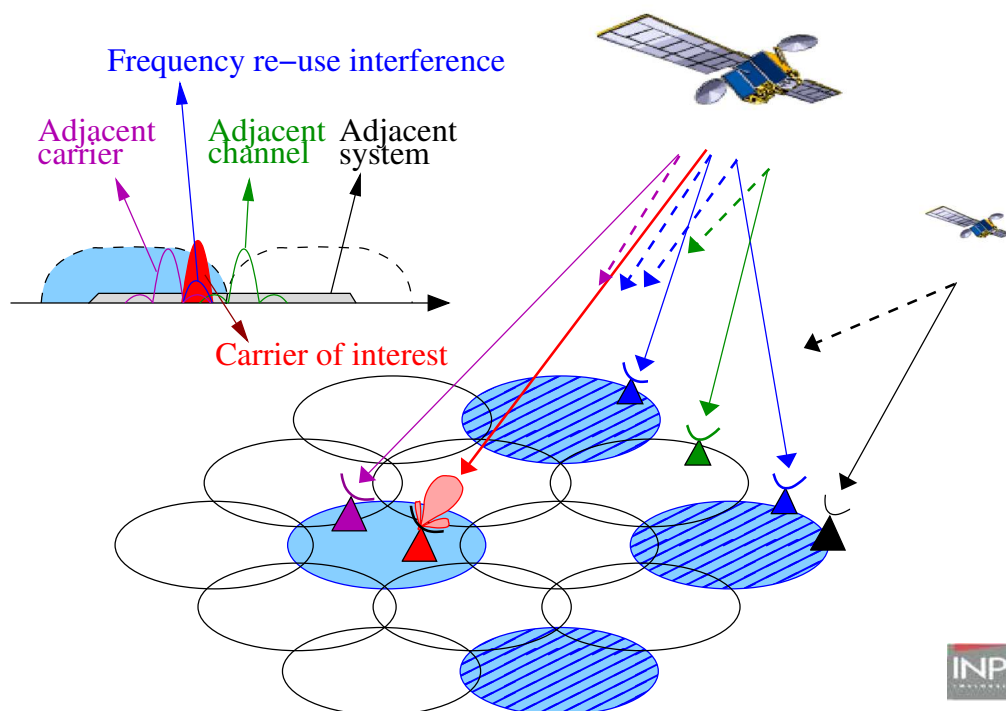 Frequency re−use interference
Adjacent
carrier
Adjacent
channel
Adjacent
system
Carrier of interest
INP